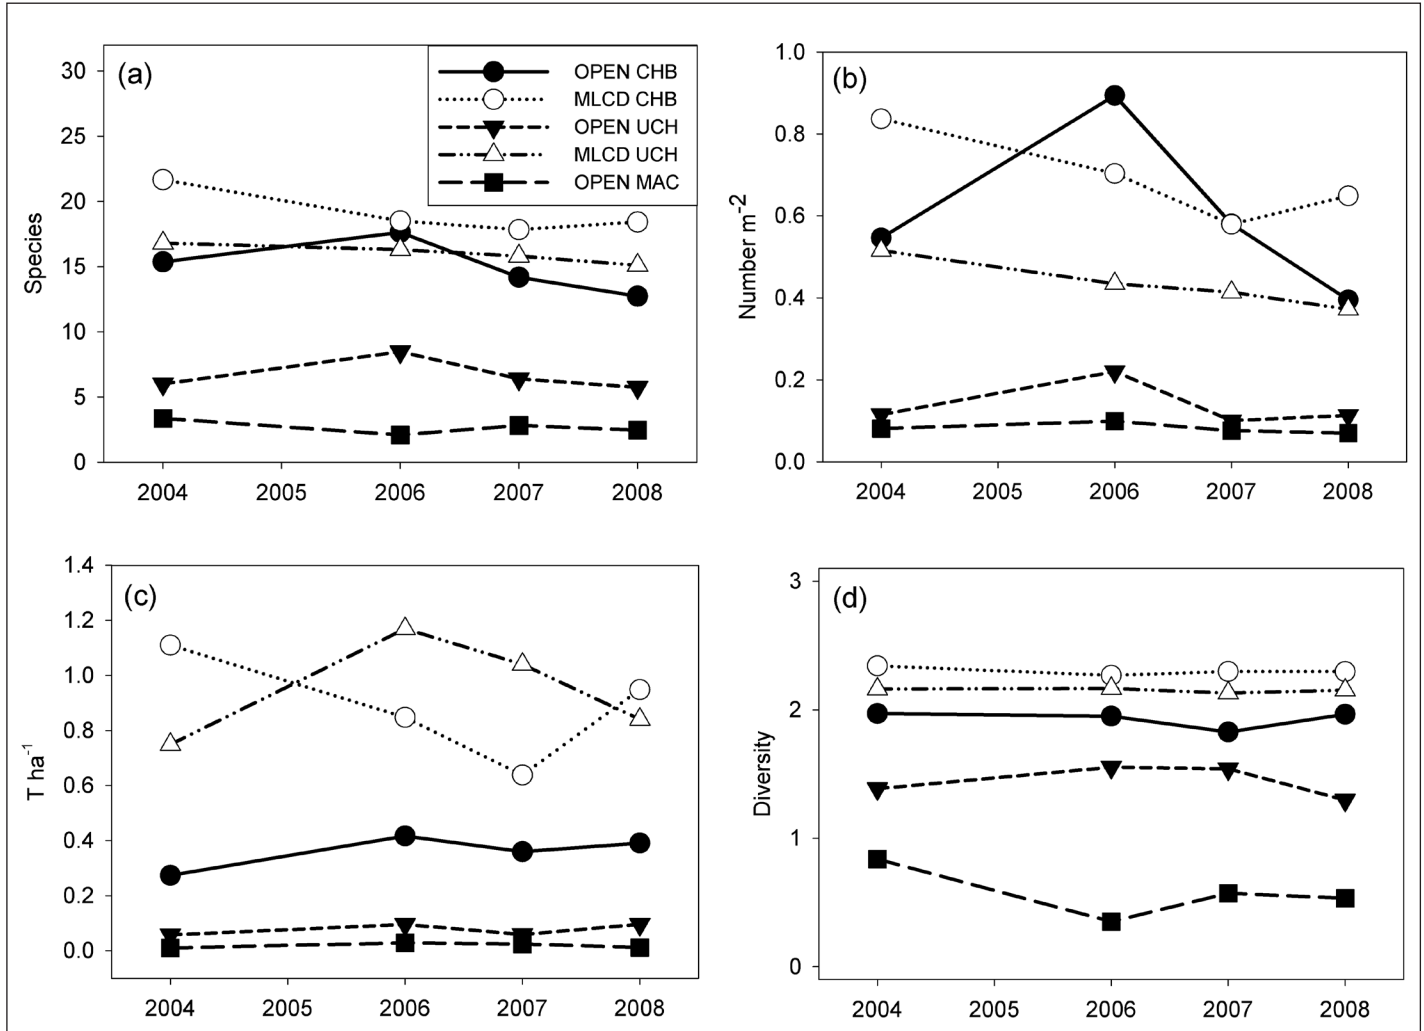 (a)
OPEN CHB
MLCD CHB
OPEN UCH
MLCD UCH
OPEN MAC
Species
30
25
20
15
10
5
0
2004 2005 2006 2007 2008
(b)
Number m⁻²
1.0
0.8
0.6
0.4
0.2
0.0
2004 2005 2006 2007 2008
(c)
T ha⁻¹
1.4
1.2
1.0
0.8
0.6
0.4
0.2
0.0
2004 2005 2006 2007 2008
(d)
Diversity
3
2
1
0
2004 2005 2006 2007 2008